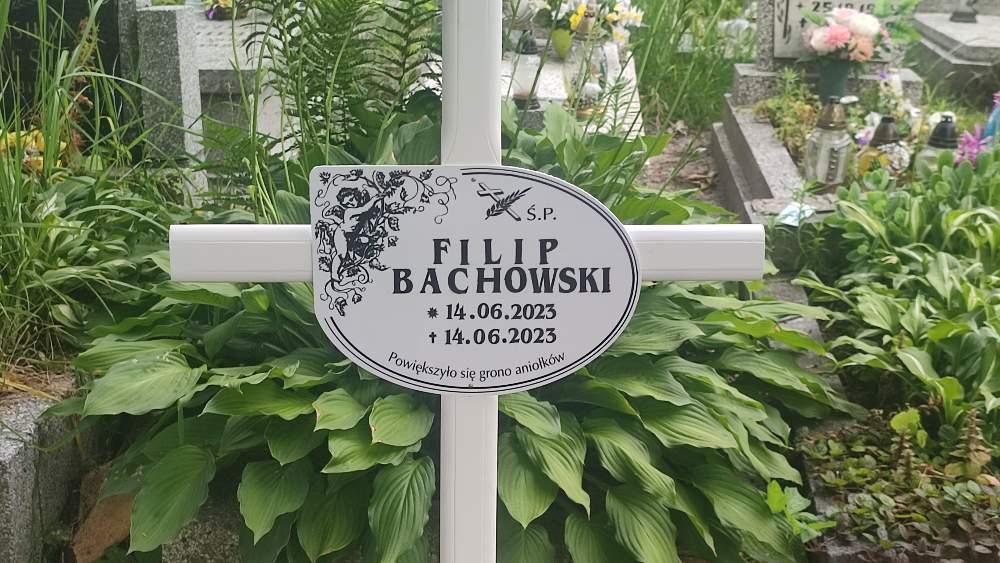 Ś.P.
FILIP
BACHOWSKI
* 14.06.2023
† 14.06.2023
Powiększyło się grono aniołków